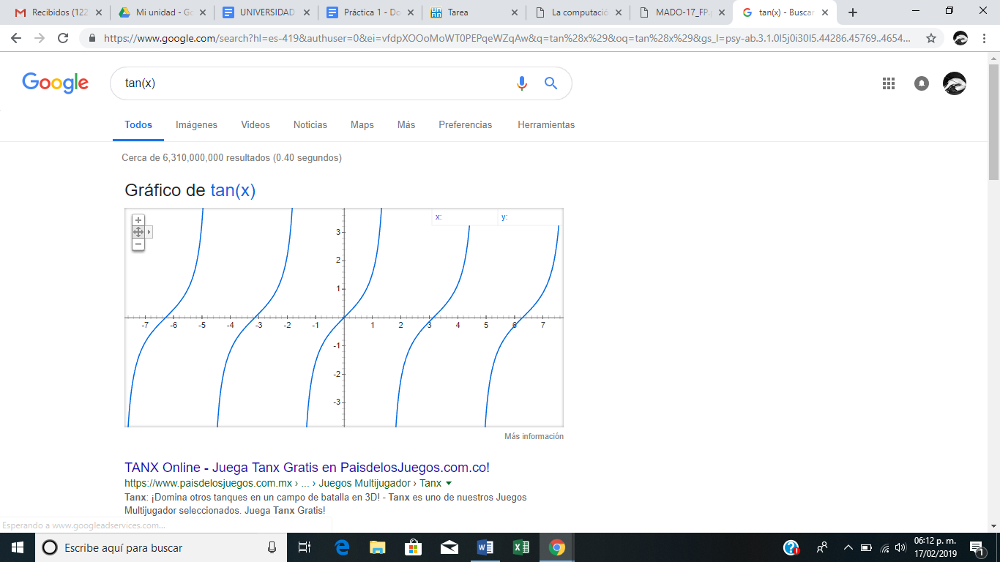 Recibidos (122
Mi unidad - Go
UNIVERSIDAD
Práctica 1 - Do
UNAM
Tarea
La computació
MADO-17_FP.p
G
tan(x) - Buscar
https://www.google.com/search?hl=es-419&authuser=0&ei=vfdpXOOoMoWT0PEPqeWZqAw&q=tan%28x%29&oq=tan%28x%29&gs_l=psy-ab.3.1.0l5j0i30l5.44286.45769..4654...
Google
tan(x)
Todos Imágenes Videos Noticias Maps Más Preferencias Herramientas
Cerca de 6,310,000,000 resultados (0.40 segundos)
Gráfico de tan(x)
x: y:
3
2
1
-7 -6 -5 -4 -3 -2 -1 1 2 3 4 5 6 7
-1
-2
-3
Más información
TANX Online - Juega Tanx Gratis en PaisdelosJuegos.com.co!
https://www.paisdelosjuegos.com.mx › ... › Juegos Multijugador › Tanx
Tanx: ¡Domina otros tanques en un campo de batalla en 3D! - Tanx es uno de nuestros Juegos
Multijugador seleccionados. Juega Tanx Gratis!
Esperando a www.googleadservices.com...
Escribe aquí para buscar
06:12 p. m.
17/02/2019
1